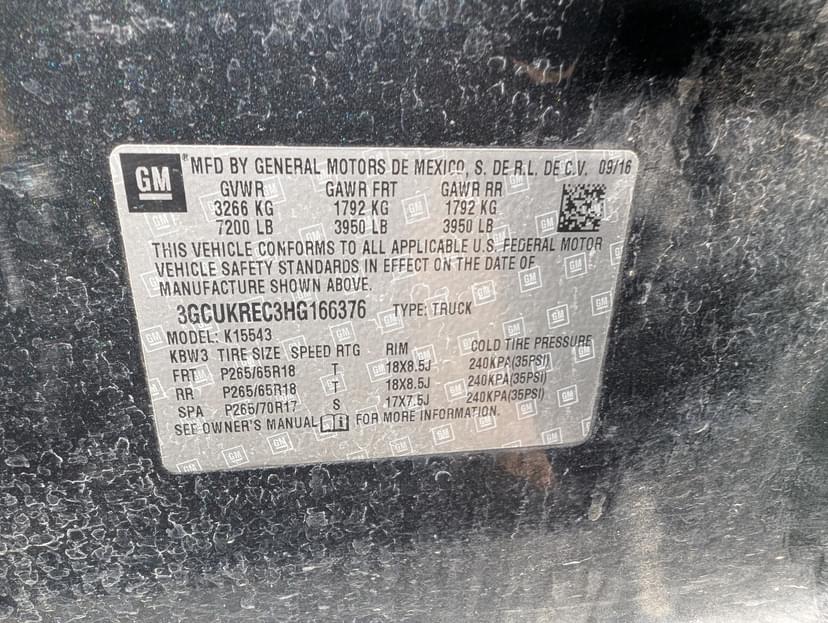 GM ® MFD BY GENERAL MOTORS DE MEXICO, S. DE R.L. DE C.V. 09/16
GVWR GAWR FRT GAWR RR
3266 KG 1792 KG 1792 KG
7200 LB 3950 LB 3950 LB
THIS VEHICLE CONFORMS TO ALL APPLICABLE U.S. FEDERAL MOTOR
VEHICLE SAFETY STANDARDS IN EFFECT ON THE DATE OF
MANUFACTURE SHOWN ABOVE.
3GCUKREC3HG166376 TYPE: TRUCK
MODEL: K15543
KBW3 TIRE SIZE SPEED RTG RIM COLD TIRE PRESSURE
FRT P265/65R18 T 18X8.5J 240KPA(35PSI)
RR P265/65R18 T 18X8.5J 240KPA(35PSI)
SPA P265/70R17 S 17X7.5J 240KPA(35PSI)
SEE OWNER'S MANUAL i FOR MORE INFORMATION.